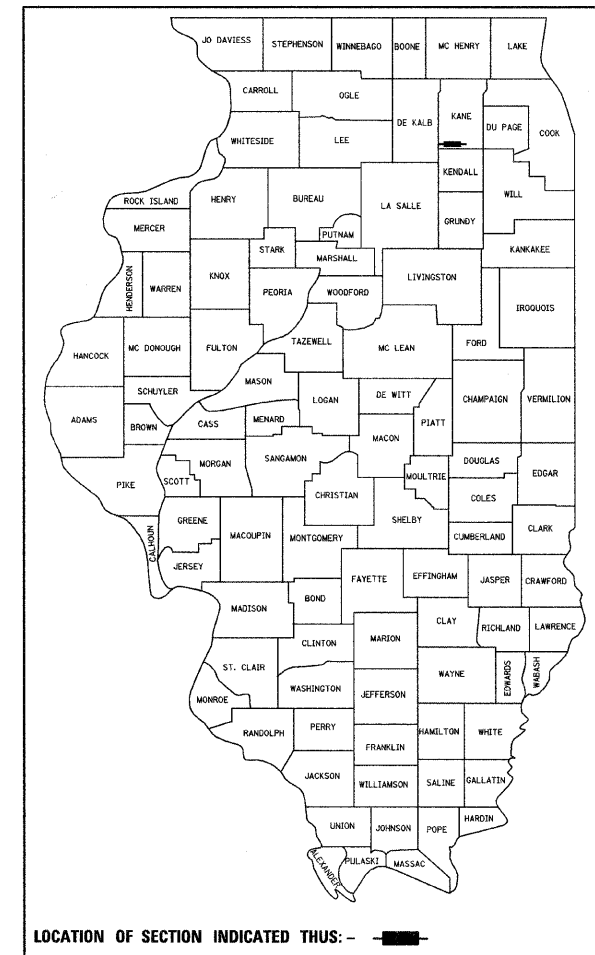 JO DAVIESS
STEPHENSON
WINNEBAGO
BOONE
MC HENRY
LAKE
CARROLL
OGLE
DE KALB
KANE
DU PAGE
COOK
WHITESIDE
LEE
KENDALL
WILL
ROCK ISLAND
HENRY
BUREAU
LA SALLE
GRUNDY
MERCER
PUTNAM
KANKAKEE
STARK
MARSHALL
HENDERSON
WARREN
KNOX
PEORIA
WOODFORD
LIVINGSTON
IROQUOIS
HANCOCK
MC DONOUGH
FULTON
TAZEWELL
MC LEAN
FORD
MASON
SCHUYLER
LOGAN
DE WITT
CHAMPAIGN
VERMILION
ADAMS
BROWN
CASS
MENARD
MACON
PIATT
PIKE
SCOTT
MORGAN
SANGAMON
CHRISTIAN
MOULTRIE
DOUGLAS
EDGAR
COLES
CALHOUN
GREENE
MACOUPIN
MONTGOMERY
SHELBY
CUMBERLAND
CLARK
JERSEY
FAYETTE
EFFINGHAM
JASPER
CRAWFORD
MADISON
BOND
CLAY
RICHLAND
LAWRENCE
CLINTON
MARION
ST. CLAIR
WAYNE
EDWARDS
WABASH
MONROE
WASHINGTON
JEFFERSON
RANDOLPH
PERRY
HAMILTON
WHITE
FRANKLIN
JACKSON
WILLIAMSON
SALINE
GALLATIN
UNION
JOHNSON
POPE
HARDIN
ALEXANDER
PULASKI
MASSAC
LOCATION OF SECTION INDICATED THUS: -